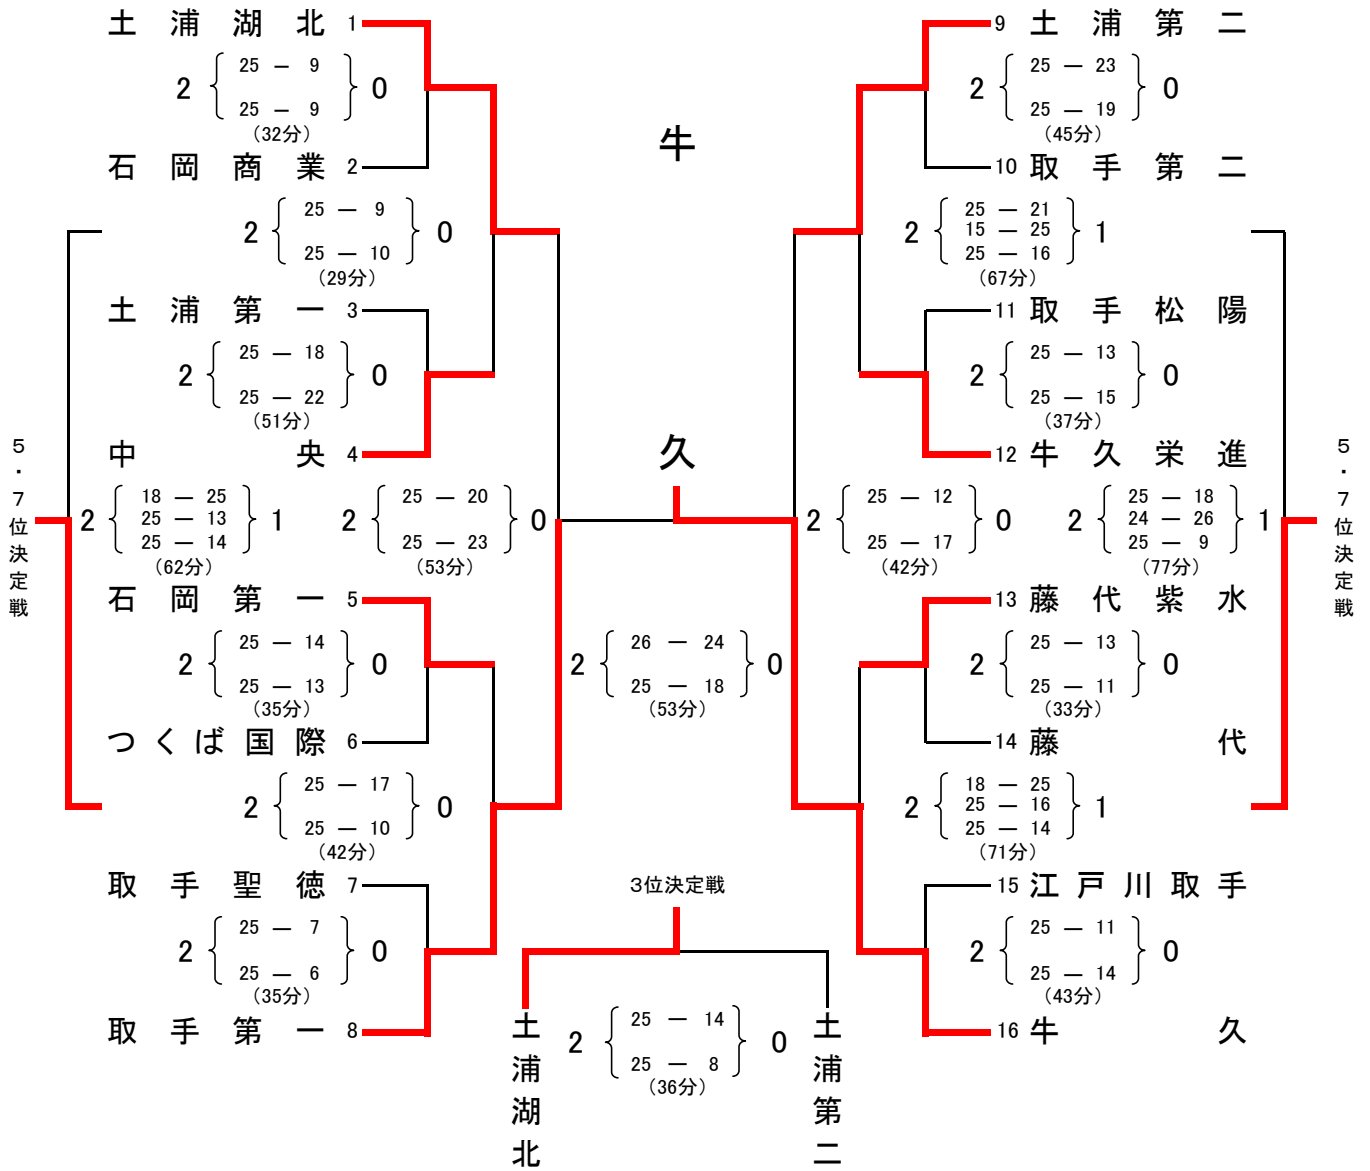 土浦湖北 1
2 25 — 9 0
25 — 9
(32分)
石岡商業 2
2 25 — 9 0
25 — 10
(29分)
土浦第一 3
2 25 — 18 0
25 — 22
(51分)
中央 4
2 18 — 25 1
25 — 13
25 — 14
(62分)
2 25 — 20 0
25 — 23
(53分)
石岡第一 5
2 25 — 14 0
25 — 13
(35分)
つくば国際 6
2 25 — 17 0
25 — 10
(42分)
取手聖徳 7
2 25 — 7 0
25 — 6
(35分)
取手第一 8
5・7位決定戦
牛久
2 26 — 24 0
25 — 18
(53分)
3位決定戦
土浦湖北
2 25 — 14 0
25 — 8
(36分)
土浦第二
9 土浦第二
2 25 — 23 0
25 — 19
(45分)
10 取手第二
2 25 — 21 1
15 — 25
25 — 16
(67分)
11 取手松陽
2 25 — 13 0
25 — 15
(37分)
12 牛久栄進
2 25 — 12 0
25 — 17
(42分)
2 25 — 18 1
24 — 26
25 — 9
(77分)
13 藤代紫水
2 25 — 13 0
25 — 11
(33分)
14 藤代
2 18 — 25 1
25 — 16
25 — 14
(71分)
15 江戸川取手
2 25 — 11 0
25 — 14
(43分)
16 牛久
5・7位決定戦